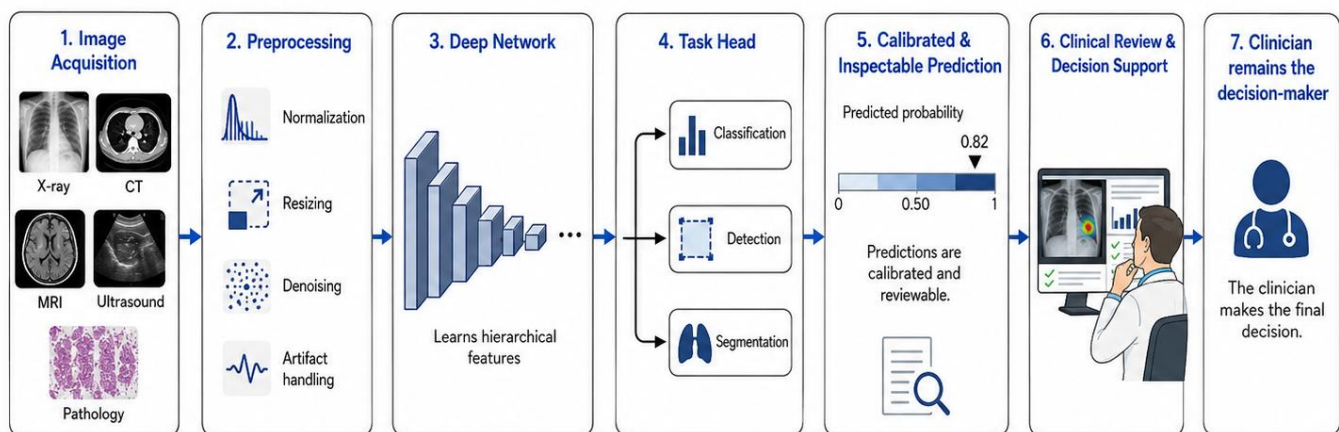 1. Image
Acquisition
X-ray
CT
MRI
Ultrasound
Pathology
2. Preprocessing
Normalization
Resizing
Denoising
Artifact
handling
3. Deep Network
Learns hierarchical
features
4. Task Head
Classification
Detection
Segmentation
5. Calibrated &
Inspectable Prediction
Predicted probability
0.82
0
0.50
1
Predictions are
calibrated and
reviewable.
6. Clinical Review &
Decision Support
7. Clinician
remains the
decision-maker
The clinician
makes the final
decision.